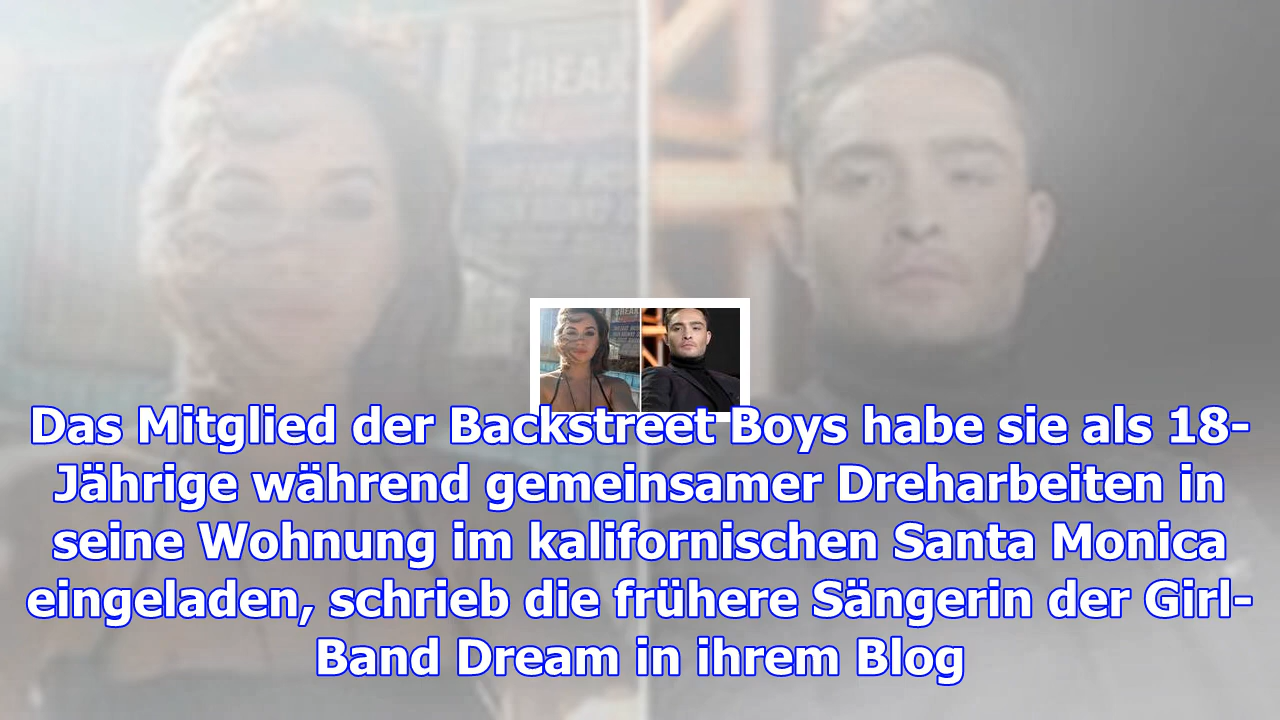 Das Mitglied der Backstreet Boys habe sie als 18-
Jährige während gemeinsamer Dreharbeiten in
seine Wohnung im kalifornischen Santa Monica
eingeladen, schrieb die frühere Sängerin der Girl-
Band Dream in ihrem Blog